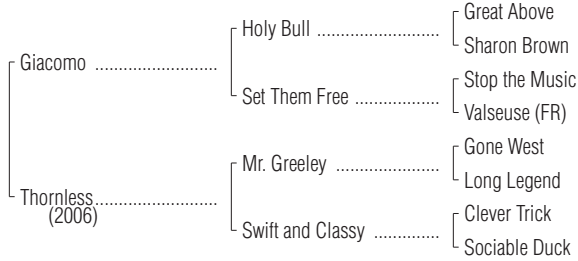 Great Above
Holy Bull ........................
Sharon Brown
Giacomo ........................
Stop the Music
Set Them Free ................
Valseuse (FR)
Gone West
Mr. Greeley ....................
Long Legend
Thornless........................
(2006)
Clever Trick
Swift and Classy .............
Sociable Duck